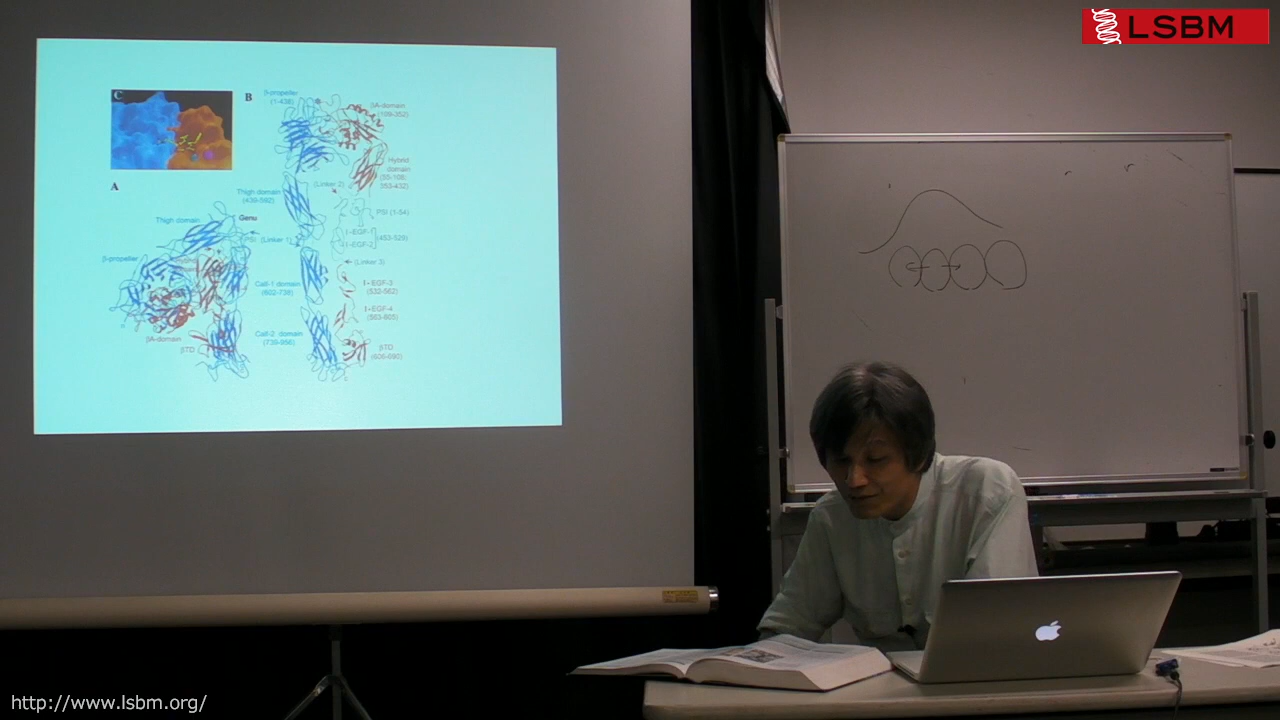 LSBM
C
B
β-propeller
(1-438)
βA-domain
(109-352)
Hybrid
domain
(55-108;
353-432)
A
(Linker 2)
Thigh domain
(439-592)
PSI (1-54)
Thigh domain
Genu
PSI
(Linker 1)
I-EGF-1
I-EGF-2
(Linker 3)
β-propeller
Calf-1 domain
(602-738)
I-EGF-3
(532-562)
I-EGF-4
(563-605)
βA-domain
βTD
Calf-2 domain
(739-956)
βTD
(606-690)
http://www.lsbm.org/